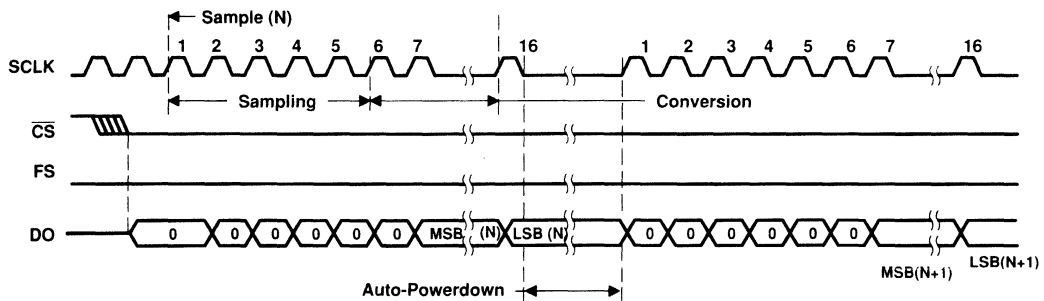 Sample (N)
1 2 3 4 5 6 7 16 1 2 3 4 5 6 7 16
SCLK
Sampling Conversion
CS
FS
DO 0 0 0 0 0 0 MSB (N) LSB (N) 0 0 0 0 0 0
MSB(N+1) LSB(N+1)
Auto-Powerdown